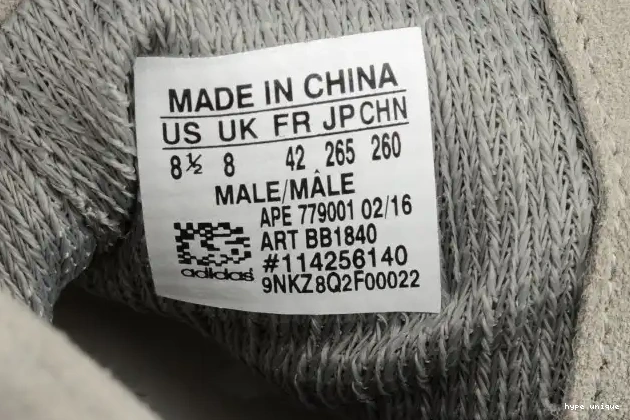 MADE IN CHINA
US UK FR JP CHN
8½ 8 42 265 260
MALE/MÂLE
APE 779001 02/16
ART BB1840
#114256140
9NKZ8Q2F00022
adidas
hype unique